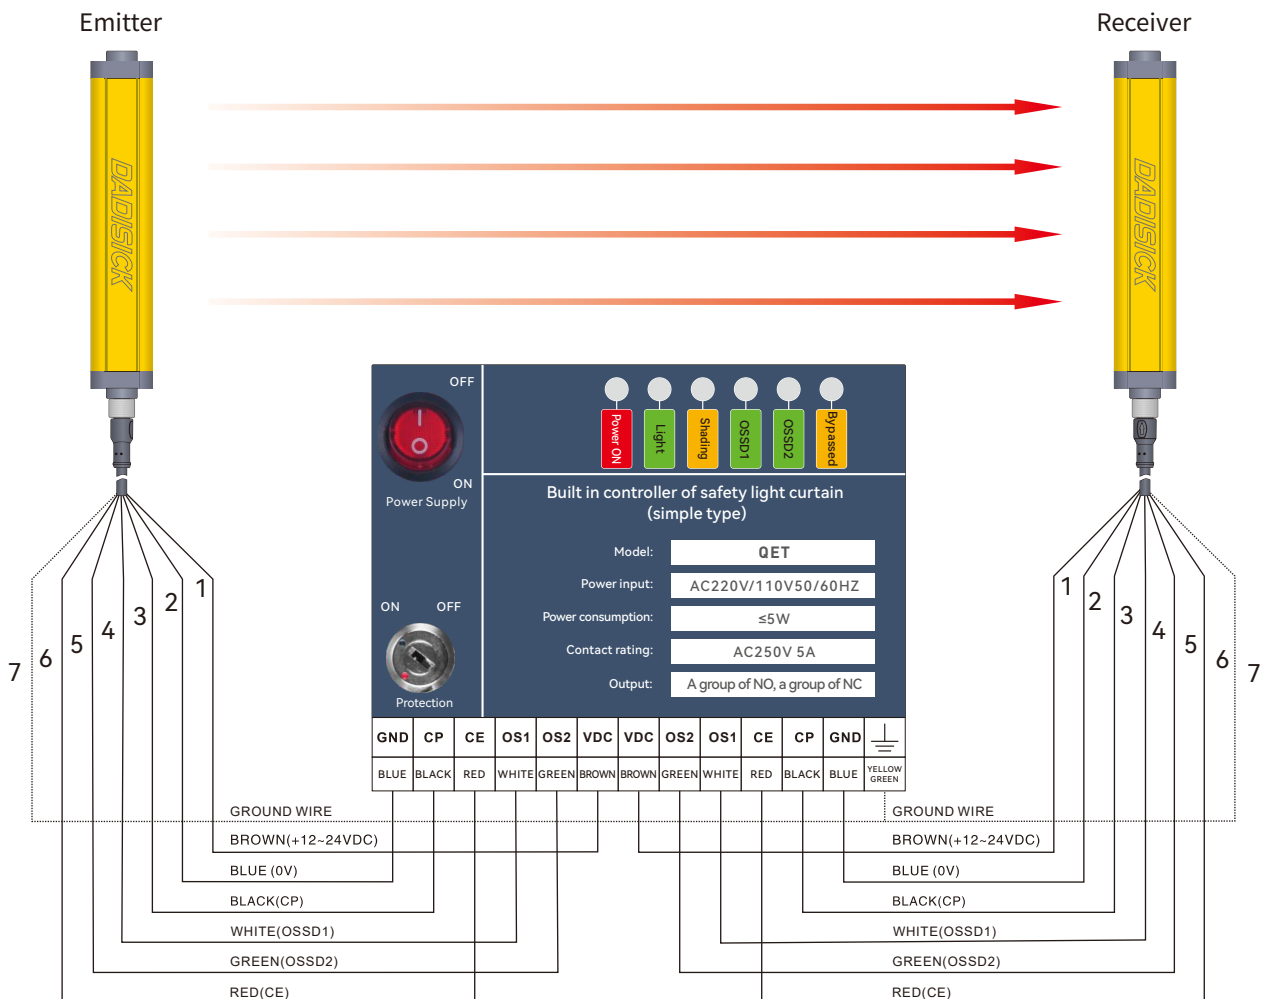 Emitter
Receiver
DADISICK
DADISICK
OFF
ON
Power Supply
Power ON
Light
Shading
OSSD1
OSSD2
Bypassed
Built in controller of safety light curtain
(simple type)
Model: QET
Power input: AC220V/110V50/60HZ
Power consumption: ≤5W
Contact rating: AC250V 5A
Output: A group of NO, a group of NC
ON OFF
Protection
1 2 3 4 5 6 7
1 2 3 4 5 6 7
GND CP CE OS1 OS2 VDC VDC OS2 OS1 CE CP GND
BLUE BLACK RED WHITE GREEN BROWN BROWN GREEN WHITE RED BLACK BLUE YELLOW GREEN
GROUND WIRE GROUND WIRE
BROWN(+12~24VDC) BROWN(+12~24VDC)
BLUE (0V) BLUE (0V)
BLACK(CP) BLACK(CP)
WHITE(OSSD1) WHITE(OSSD1)
GREEN(OSSD2) GREEN(OSSD2)
RED(CE) RED(CE)